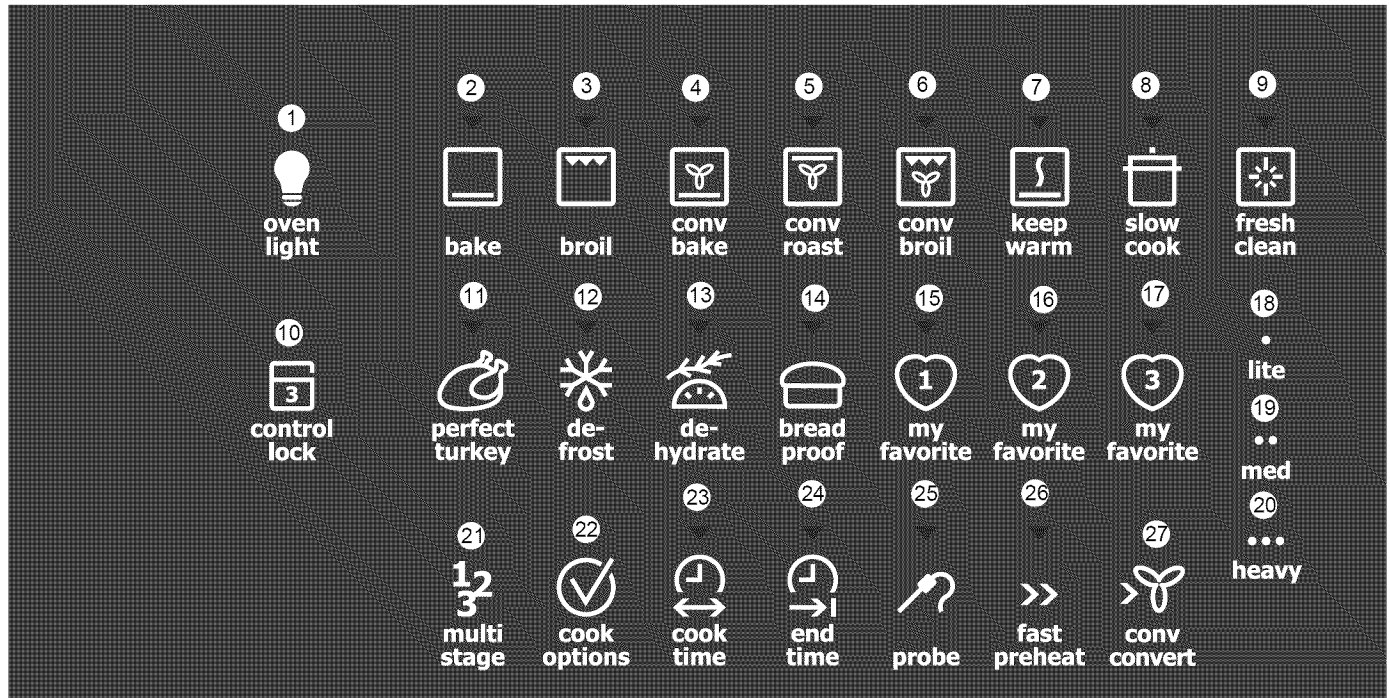 1
2
3
4
5
6
7
8
9
oven
light
bake
broil
conv
bake
conv
roast
conv
broil
keep
warm
slow
cook
fresh
clean
10
3
control
lock
11
12
13
14
15
16
17
18
1
2
3
perfect
turkey
de-
frost
de-
hydrate
bread
proof
my
favorite
my
favorite
my
favorite
lite
19
med
20
heavy
21
22
23
24
25
26
27
1
2
3
multi
stage
cook
options
cook
time
end
time
probe
fast
preheat
conv
convert